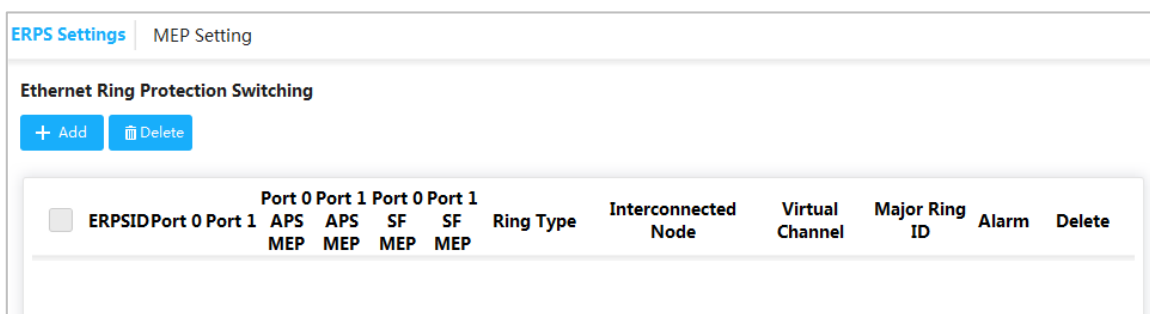 ERPS Settings MEP Setting
Ethernet Ring Protection Switching
+ Add Delete
ERPSID Port 0 Port 1 Port 0 APS MEP Port 1 APS MEP Port 0 SF MEP Port 1 SF MEP Ring Type Interconnected Node Virtual Channel Major Ring ID Alarm Delete